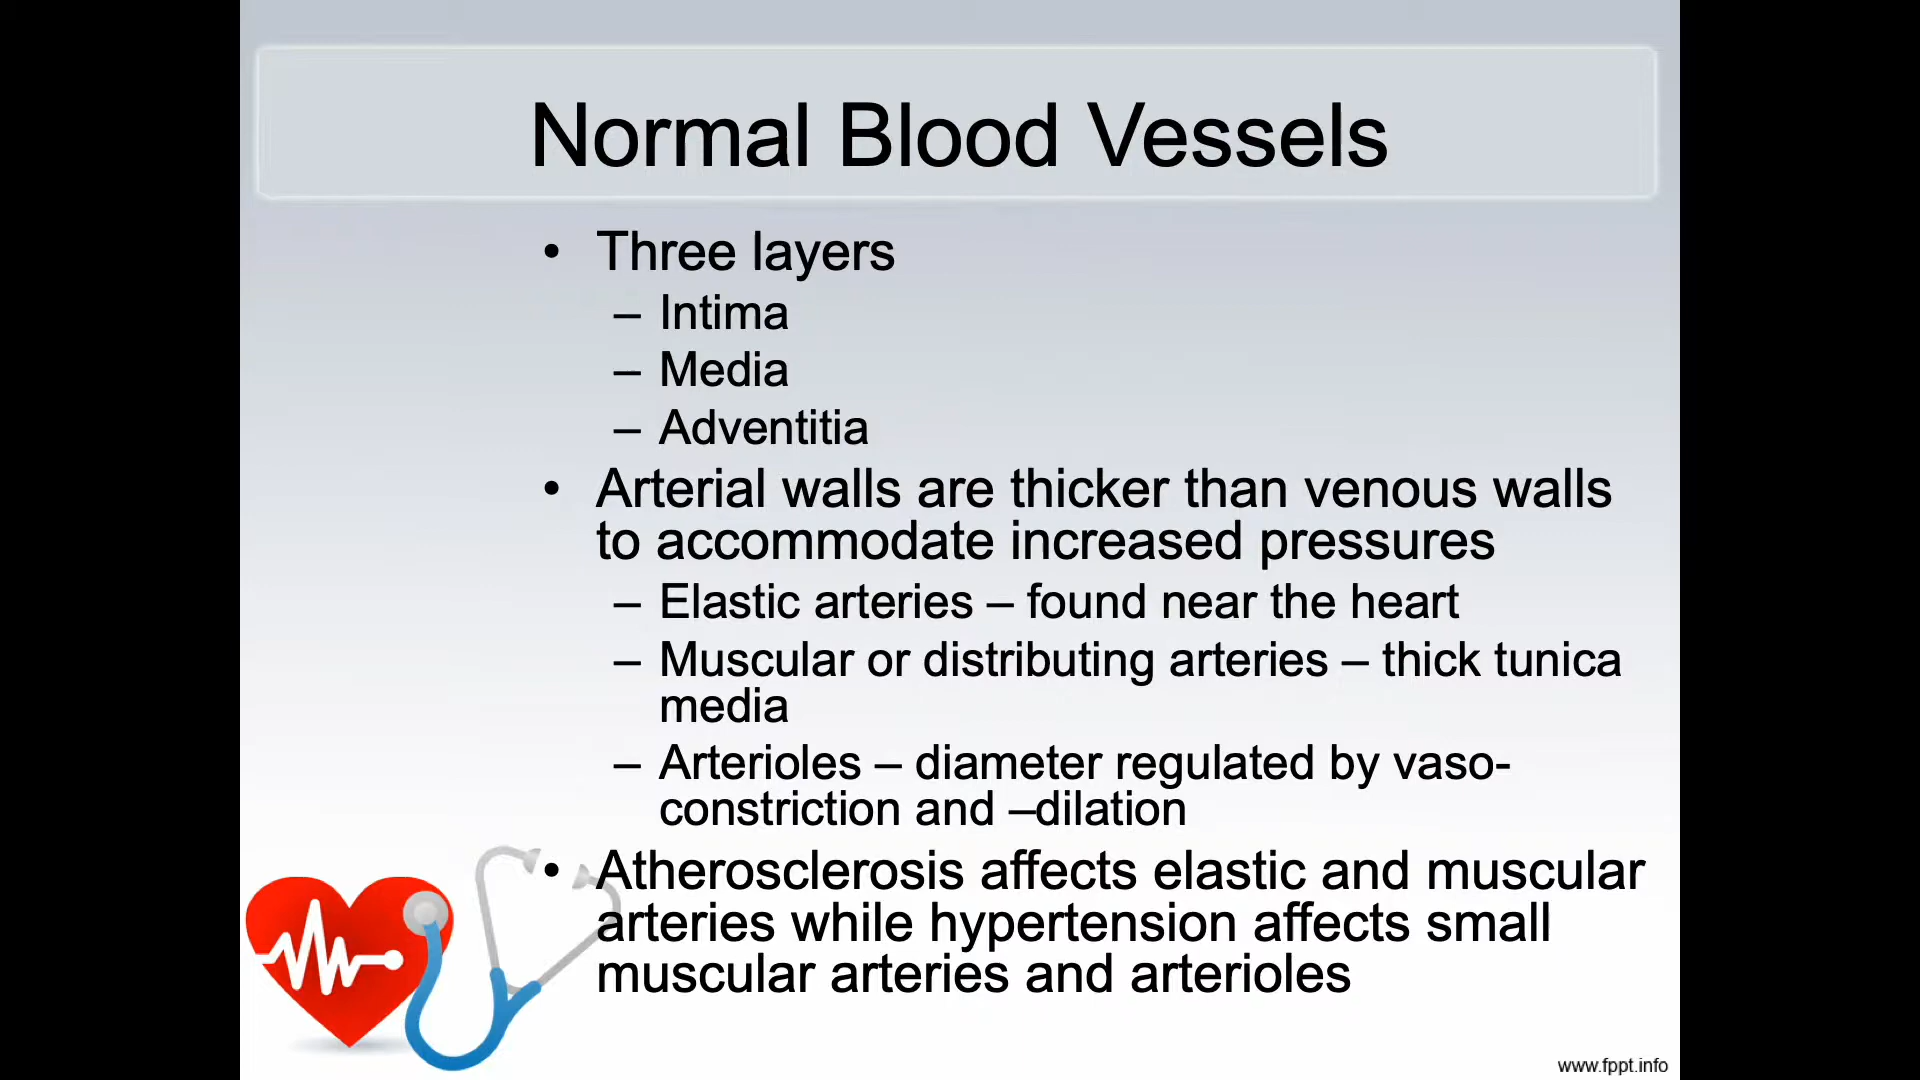 Normal Blood Vessels
• Three layers
– Intima
– Media
– Adventitia
• Arterial walls are thicker than venous walls
to accommodate increased pressures
– Elastic arteries – found near the heart
– Muscular or distributing arteries – thick tunica
media
– Arterioles – diameter regulated by vaso-
constriction and –dilation
• Atherosclerosis affects elastic and muscular
arteries while hypertension affects small
muscular arteries and arterioles
www.fppt.info